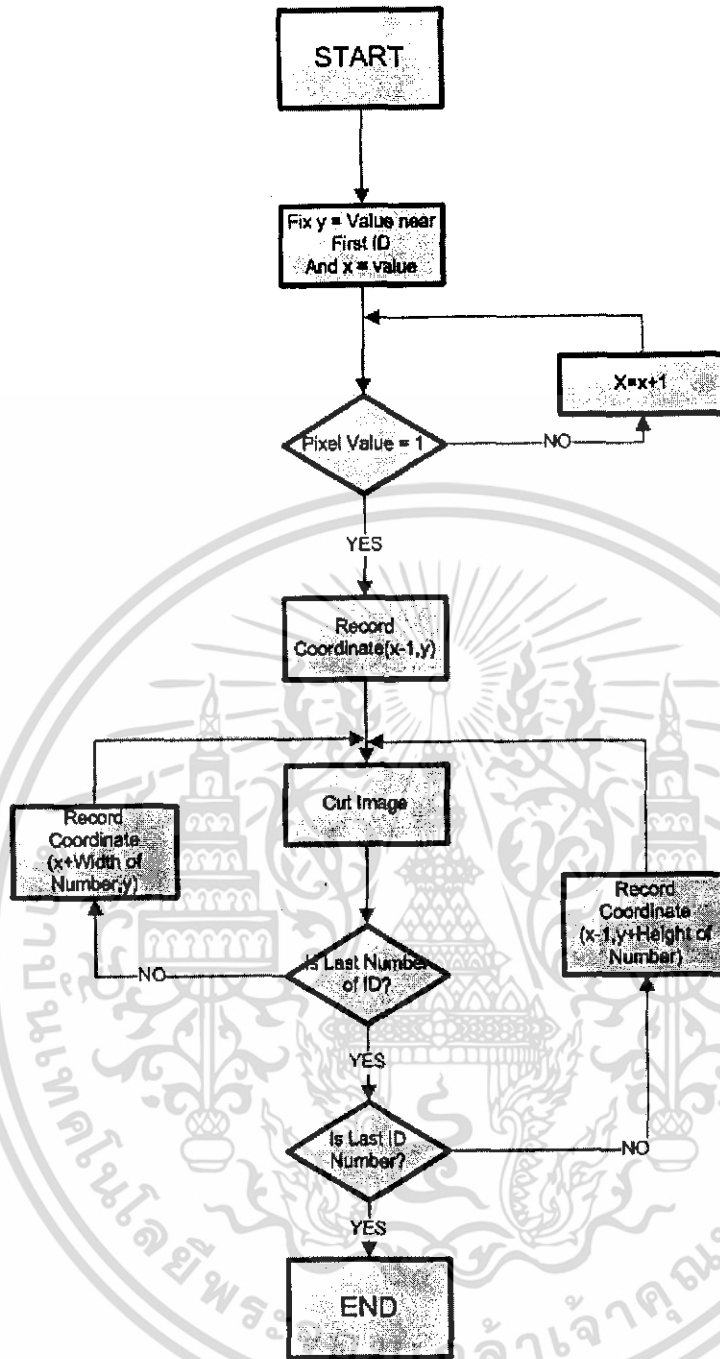 START
Fix y = Value near
First ID
And x = value
X=x+1
Pixel Value = 1
NO
YES
Record
Coordinate(x-1,y)
Cut Image
Record
Coordinate
(x+Width of
Number,y)
Record
Coordinate
(x-1,y+Height of
Number)
Is Last Number
of ID?
NO
YES
Is Last ID
Number?
NO
YES
END